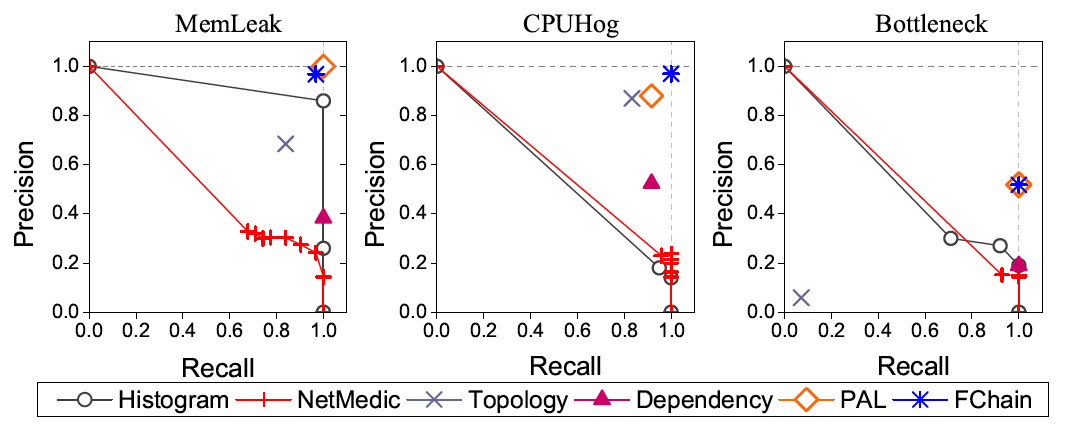 MemLeak CPUHog Bottleneck
1.0 1.0 1.0
0.8 0.8 0.8
0.6 0.6 0.6
0.4 0.4 0.4
0.2 0.2 0.2
0.0 0.0 0.0
Precision Precision Precision
0.0 0.2 0.4 0.6 0.8 1.0 0.0 0.2 0.4 0.6 0.8 1.0 0.0 0.2 0.4 0.6 0.8 1.0
Recall Recall Recall
Histogram NetMedic Topology Dependency PAL FChain